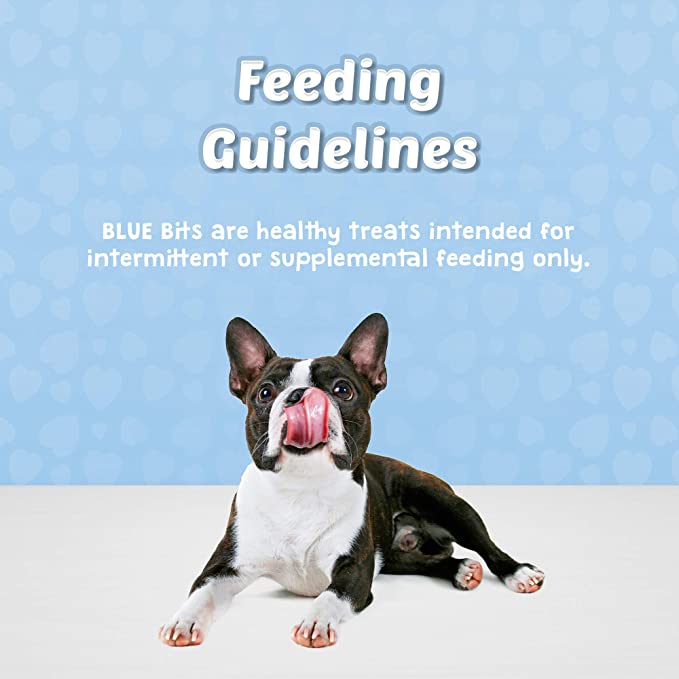 Feeding
Guidelines
BLUE Bits are healthy treats intended for
intermittent or supplemental feeding only.